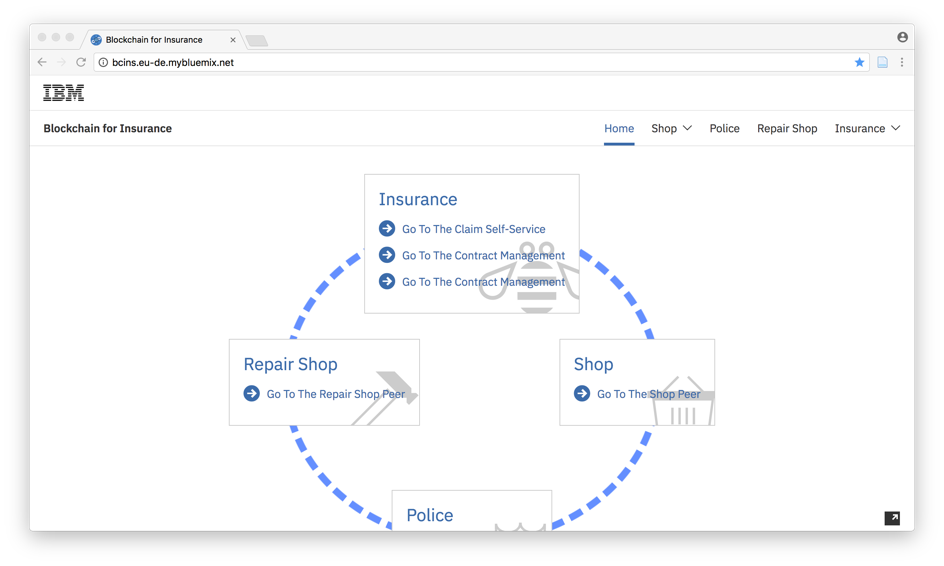 Blockchain for Insurance
bcins.eu-de.mybluemix.net
IBM
Blockchain for Insurance
Home Shop Police Repair Shop Insurance
Insurance
Go To The Claim Self-Service
Go To The Contract Management
Go To The Contract Management
Repair Shop
Go To The Repair Shop Peer
Shop
Go To The Shop Peer
Police